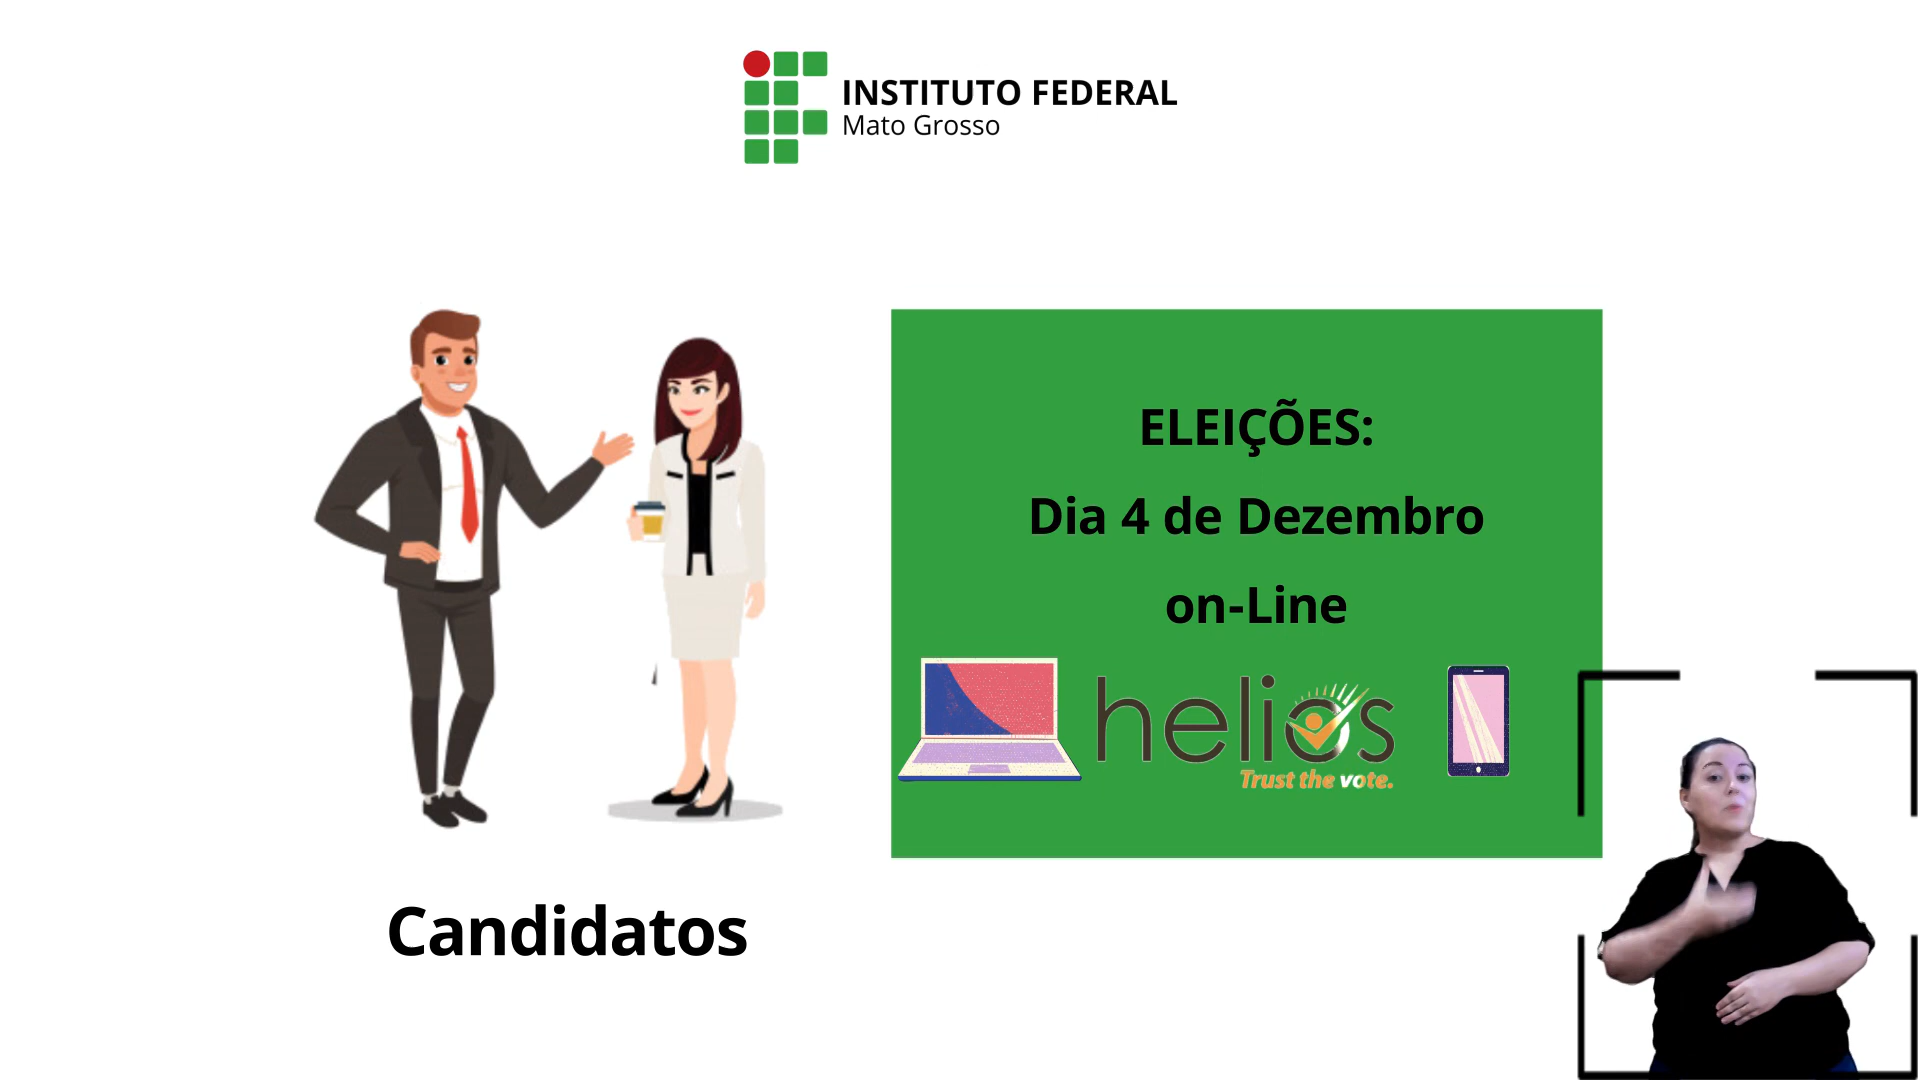 INSTITUTO FEDERAL
Mato Grosso
ELEIÇÕES:
Dia 4 de Dezembro
on-Line
helios
Trust the vote.
Candidatos